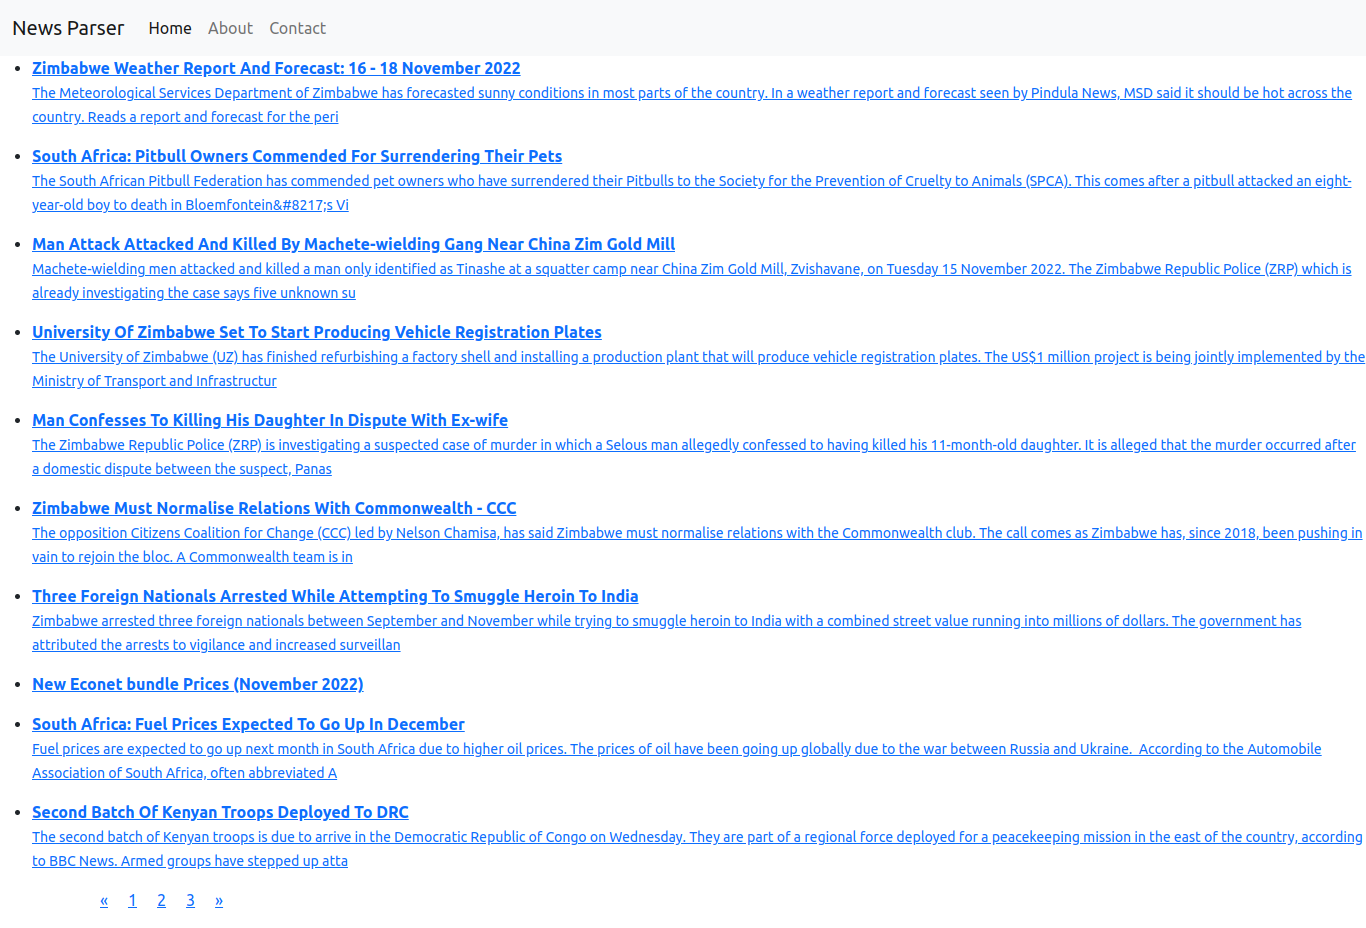 News Parser Home About Contact
Zimbabwe Weather Report And Forecast: 16 - 18 November 2022
The Meteorological Services Department of Zimbabwe has forecasted sunny conditions in most parts of the country. In a weather report and forecast seen by Pindula News, MSD said it should be hot across the
country. Reads a report and forecast for the peri
South Africa: Pitbull Owners Commended For Surrendering Their Pets
The South African Pitbull Federation has commended pet owners who have surrendered their Pitbulls to the Society for the Prevention of Cruelty to Animals (SPCA). This comes after a pitbull attacked an eight-
year-old boy to death in Bloemfontein&#8217;s Vi
Man Attack Attacked And Killed By Machete-wielding Gang Near China Zim Gold Mill
Machete-wielding men attacked and killed a man only identified as Tinashe at a squatter camp near China Zim Gold Mill, Zvishavane, on Tuesday 15 November 2022. The Zimbabwe Republic Police (ZRP) which is
already investigating the case says five unknown su
University Of Zimbabwe Set To Start Producing Vehicle Registration Plates
The University of Zimbabwe (UZ) has finished refurbishing a factory shell and installing a production plant that will produce vehicle registration plates. The US$1 million project is being jointly implemented by the
Ministry of Transport and Infrastructur
Man Confesses To Killing His Daughter In Dispute With Ex-wife
The Zimbabwe Republic Police (ZRP) is investigating a suspected case of murder in which a Selous man allegedly confessed to having killed his 11-month-old daughter. It is alleged that the murder occurred after
a domestic dispute between the suspect, Panas
Zimbabwe Must Normalise Relations With Commonwealth - CCC
The opposition Citizens Coalition for Change (CCC) led by Nelson Chamisa, has said Zimbabwe must normalise relations with the Commonwealth club. The call comes as Zimbabwe has, since 2018, been pushing in
vain to rejoin the bloc. A Commonwealth team is in
Three Foreign Nationals Arrested While Attempting To Smuggle Heroin To India
Zimbabwe arrested three foreign nationals between September and November while trying to smuggle heroin to India with a combined street value running into millions of dollars. The government has
attributed the arrests to vigilance and increased surveillan
New Econet bundle Prices (November 2022)
South Africa: Fuel Prices Expected To Go Up In December
Fuel prices are expected to go up next month in South Africa due to higher oil prices. The prices of oil have been going up globally due to the war between Russia and Ukraine.  According to the Automobile
Association of South Africa, often abbreviated A
Second Batch Of Kenyan Troops Deployed To DRC
The second batch of Kenyan troops is due to arrive in the Democratic Republic of Congo on Wednesday. They are part of a regional force deployed for a peacekeeping mission in the east of the country, according
to BBC News. Armed groups have stepped up atta
« 1 2 3 »